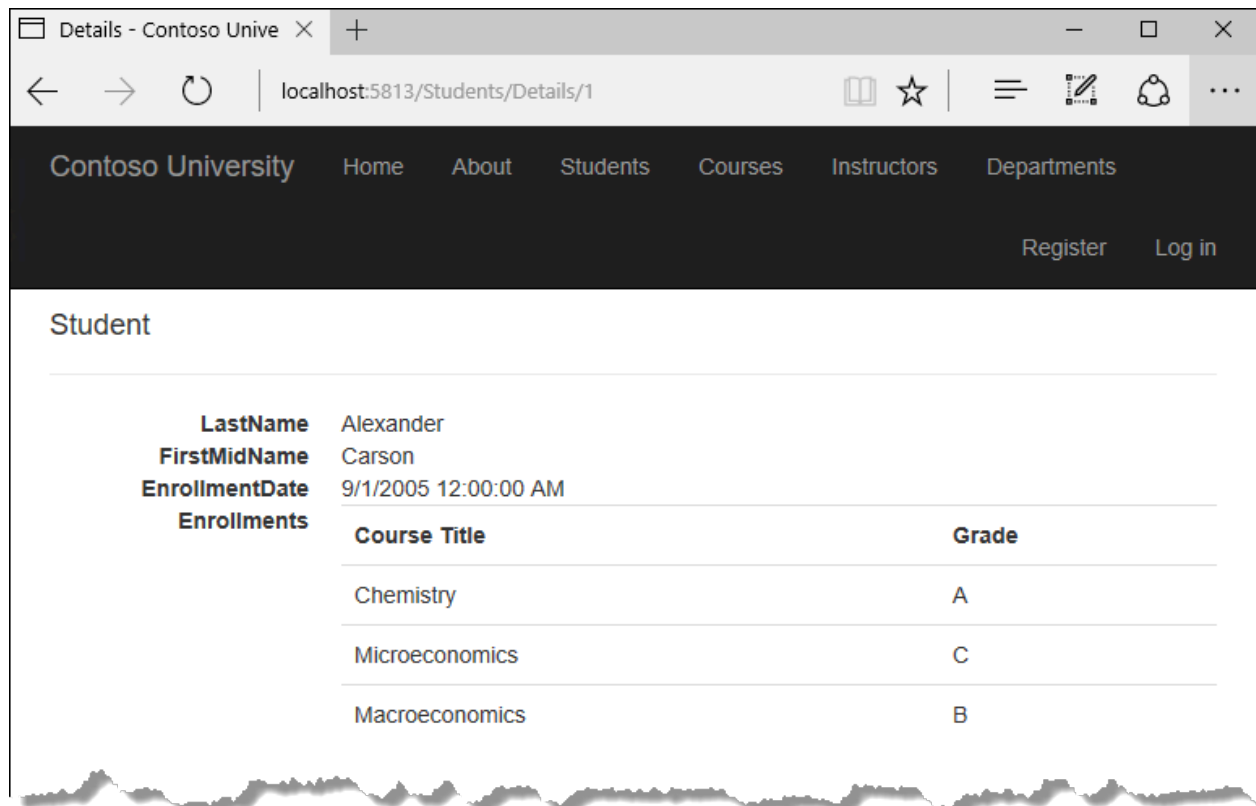 Details - Contoso Unive
localhost:5813/Students/Details/1
Contoso University Home About Students Courses Instructors Departments
Register Log in
Student
LastName Alexander
FirstMidName Carson
EnrollmentDate 9/1/2005 12:00:00 AM
Enrollments
Course Title Grade
Chemistry A
Microeconomics C
Macroeconomics B